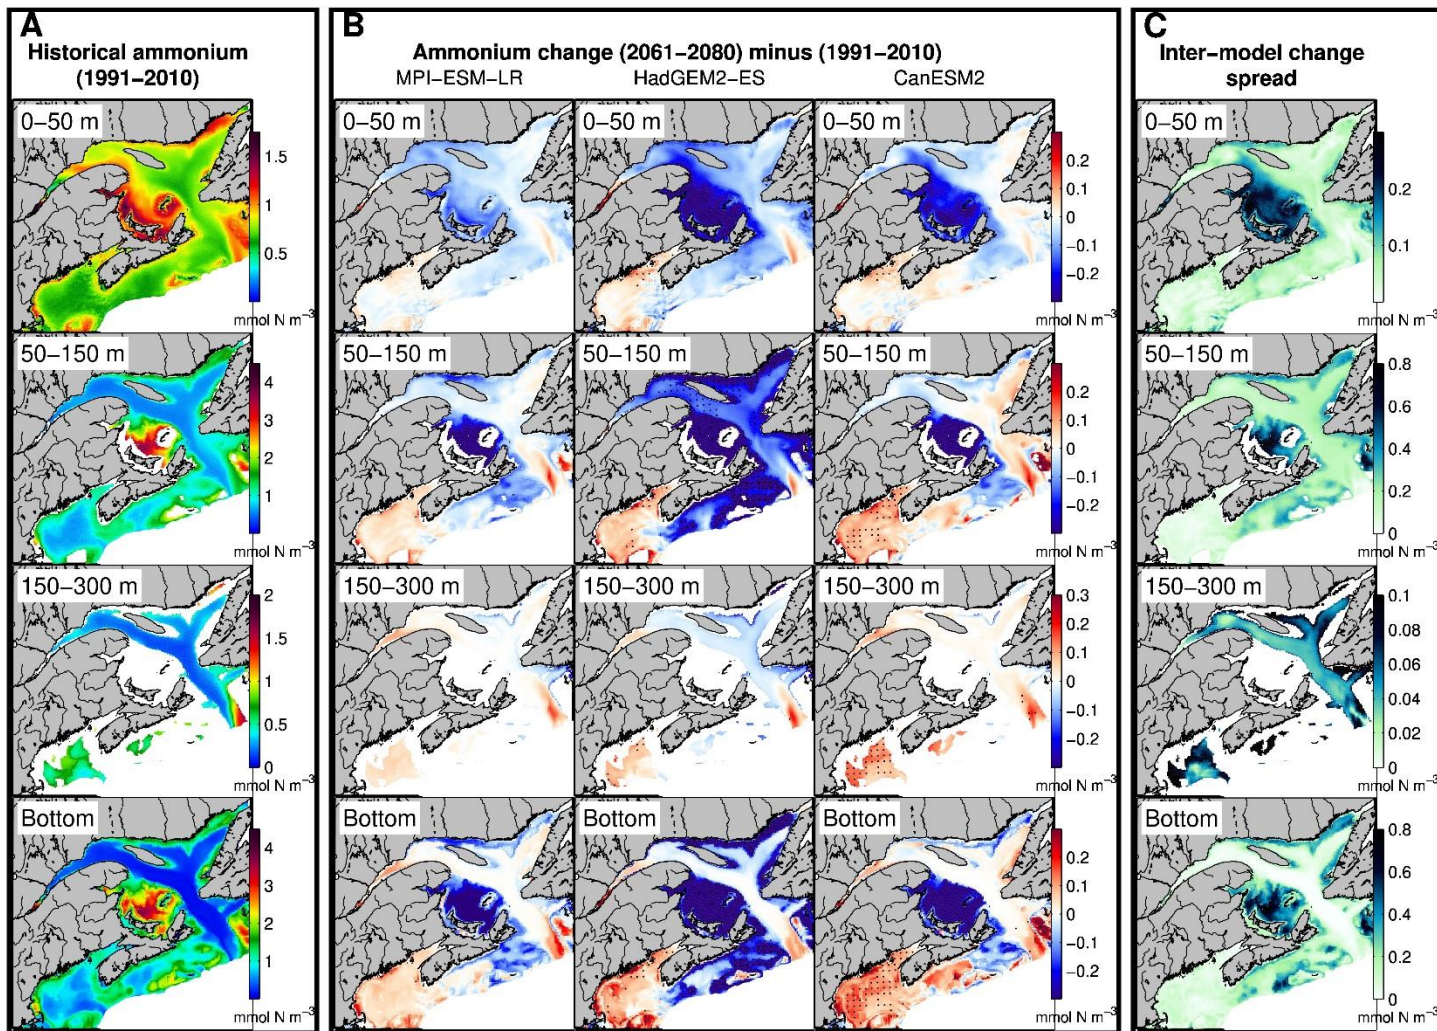 A
Historical ammonium
(1991–2010)
B
Ammonium change (2061–2080) minus (1991–2010)
MPI–ESM–LR
HadGEM2–ES
CanESM2
C
Inter–model change
spread
0–50 m
1.5
1
0.5
mmol N m⁻³
0–50 m
0–50 m
0–50 m
0.2
0.1
0
−0.1
−0.2
mmol N m⁻³
0–50 m
0.2
0.1
mmol N m⁻³
50–150 m
4
3
2
1
mmol N m⁻³
50–150 m
50–150 m
50–150 m
0.2
0.1
0
−0.1
−0.2
mmol N m⁻³
50–150 m
0.8
0.6
0.4
0.2
0
mmol N m⁻³
150–300 m
2
1.5
1
0.5
0
mmol N m⁻³
150–300 m
150–300 m
150–300 m
0.3
0.2
0.1
0
−0.1
−0.2
−0.3
mmol N m⁻³
150–300 m
0.1
0.08
0.06
0.04
0.02
0
mmol N m⁻³
Bottom
4
3
2
1
mmol N m⁻³
Bottom
Bottom
Bottom
0.2
0.1
0
−0.1
−0.2
mmol N m⁻³
Bottom
0.8
0.6
0.4
0.2
mmol N m⁻³